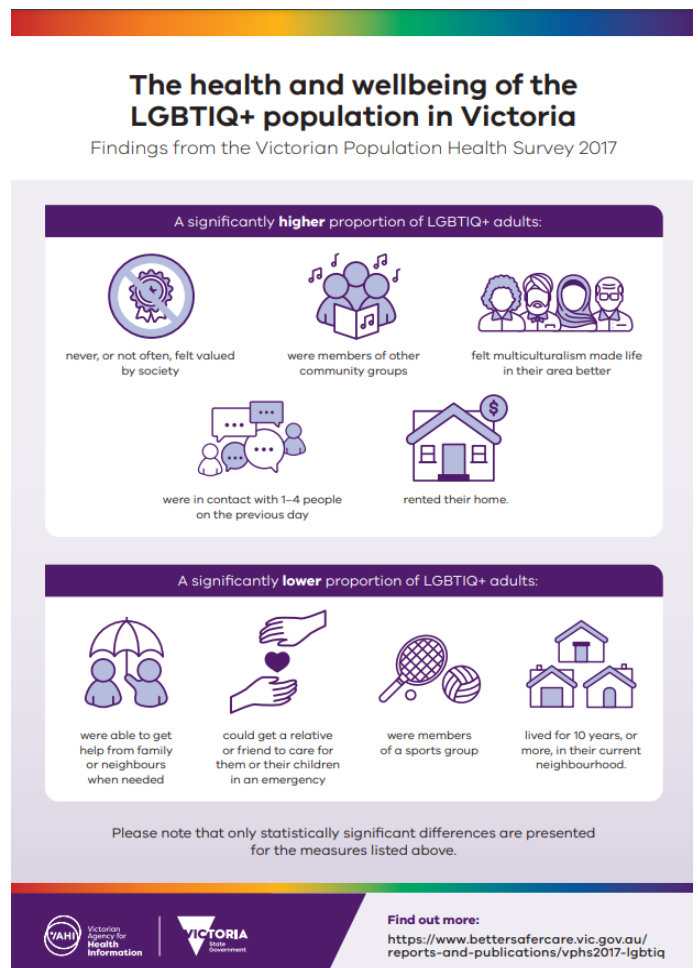 The health and wellbeing of the
LGBTIQ+ population in Victoria
Findings from the Victorian Population Health Survey 2017
A significantly higher proportion of LGBTIQ+ adults:
never, or not often, felt valued
by society
were members of other
community groups
felt multiculturalism made life
in their area better
were in contact with 1–4 people
on the previous day
rented their home.
A significantly lower proportion of LGBTIQ+ adults:
were able to get
help from family
or neighbours
when needed
could get a relative
or friend to care for
them or their children
in an emergency
were members
of a sports group
lived for 10 years, or
more, in their current
neighbourhood.
Please note that only statistically significant differences are presented
for the measures listed above.
VAHI
Victorian
Agency for
Health
Information
VICTORIA
State
Government
Find out more:
https://www.bettersafercare.vic.gov.au/
reports-and-publications/vphs2017-lgbtiq